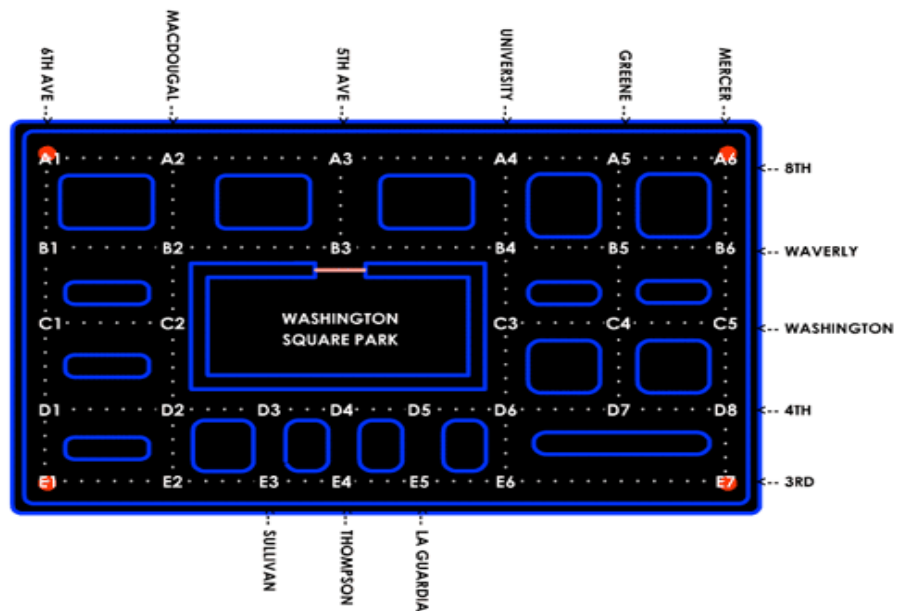 6TH AVE --> MACDOUGAL --> 5TH AVE --> UNIVERSITY --> GREENE --> MERCER -->
A1 A2 A3 A4 A5 A6
<-- 8TH
B1 B2 B3 B4 B5 B6
<-- WAVERLY
WASHINGTON
SQUARE PARK
C1 C2 C3 C4 C5
<-- WASHINGTON
D1 D2 D3 D4 D5 D6 D7 D8
<-- 4TH
E1 E2 E3 E4 E5 E6 E7
<-- 3RD
<-- SULLIVAN <-- THOMPSON <-- LA GUARDIA